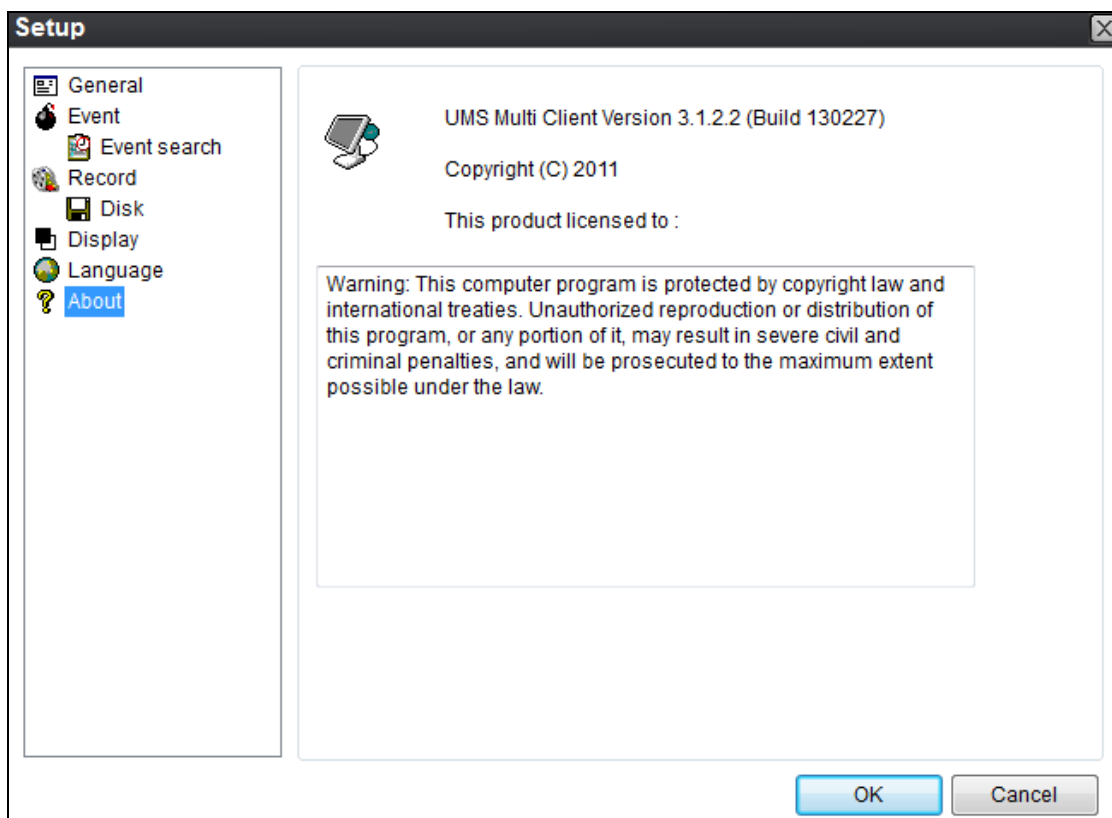 Setup
General
Event
Event search
Record
Disk
Display
Language
About
UMS Multi Client Version 3.1.2.2 (Build 130227)
Copyright (C) 2011
This product licensed to :
Warning: This computer program is protected by copyright law and
international treaties. Unauthorized reproduction or distribution of
this program, or any portion of it, may result in severe civil and
criminal penalties, and will be prosecuted to the maximum extent
possible under the law.
OK
Cancel